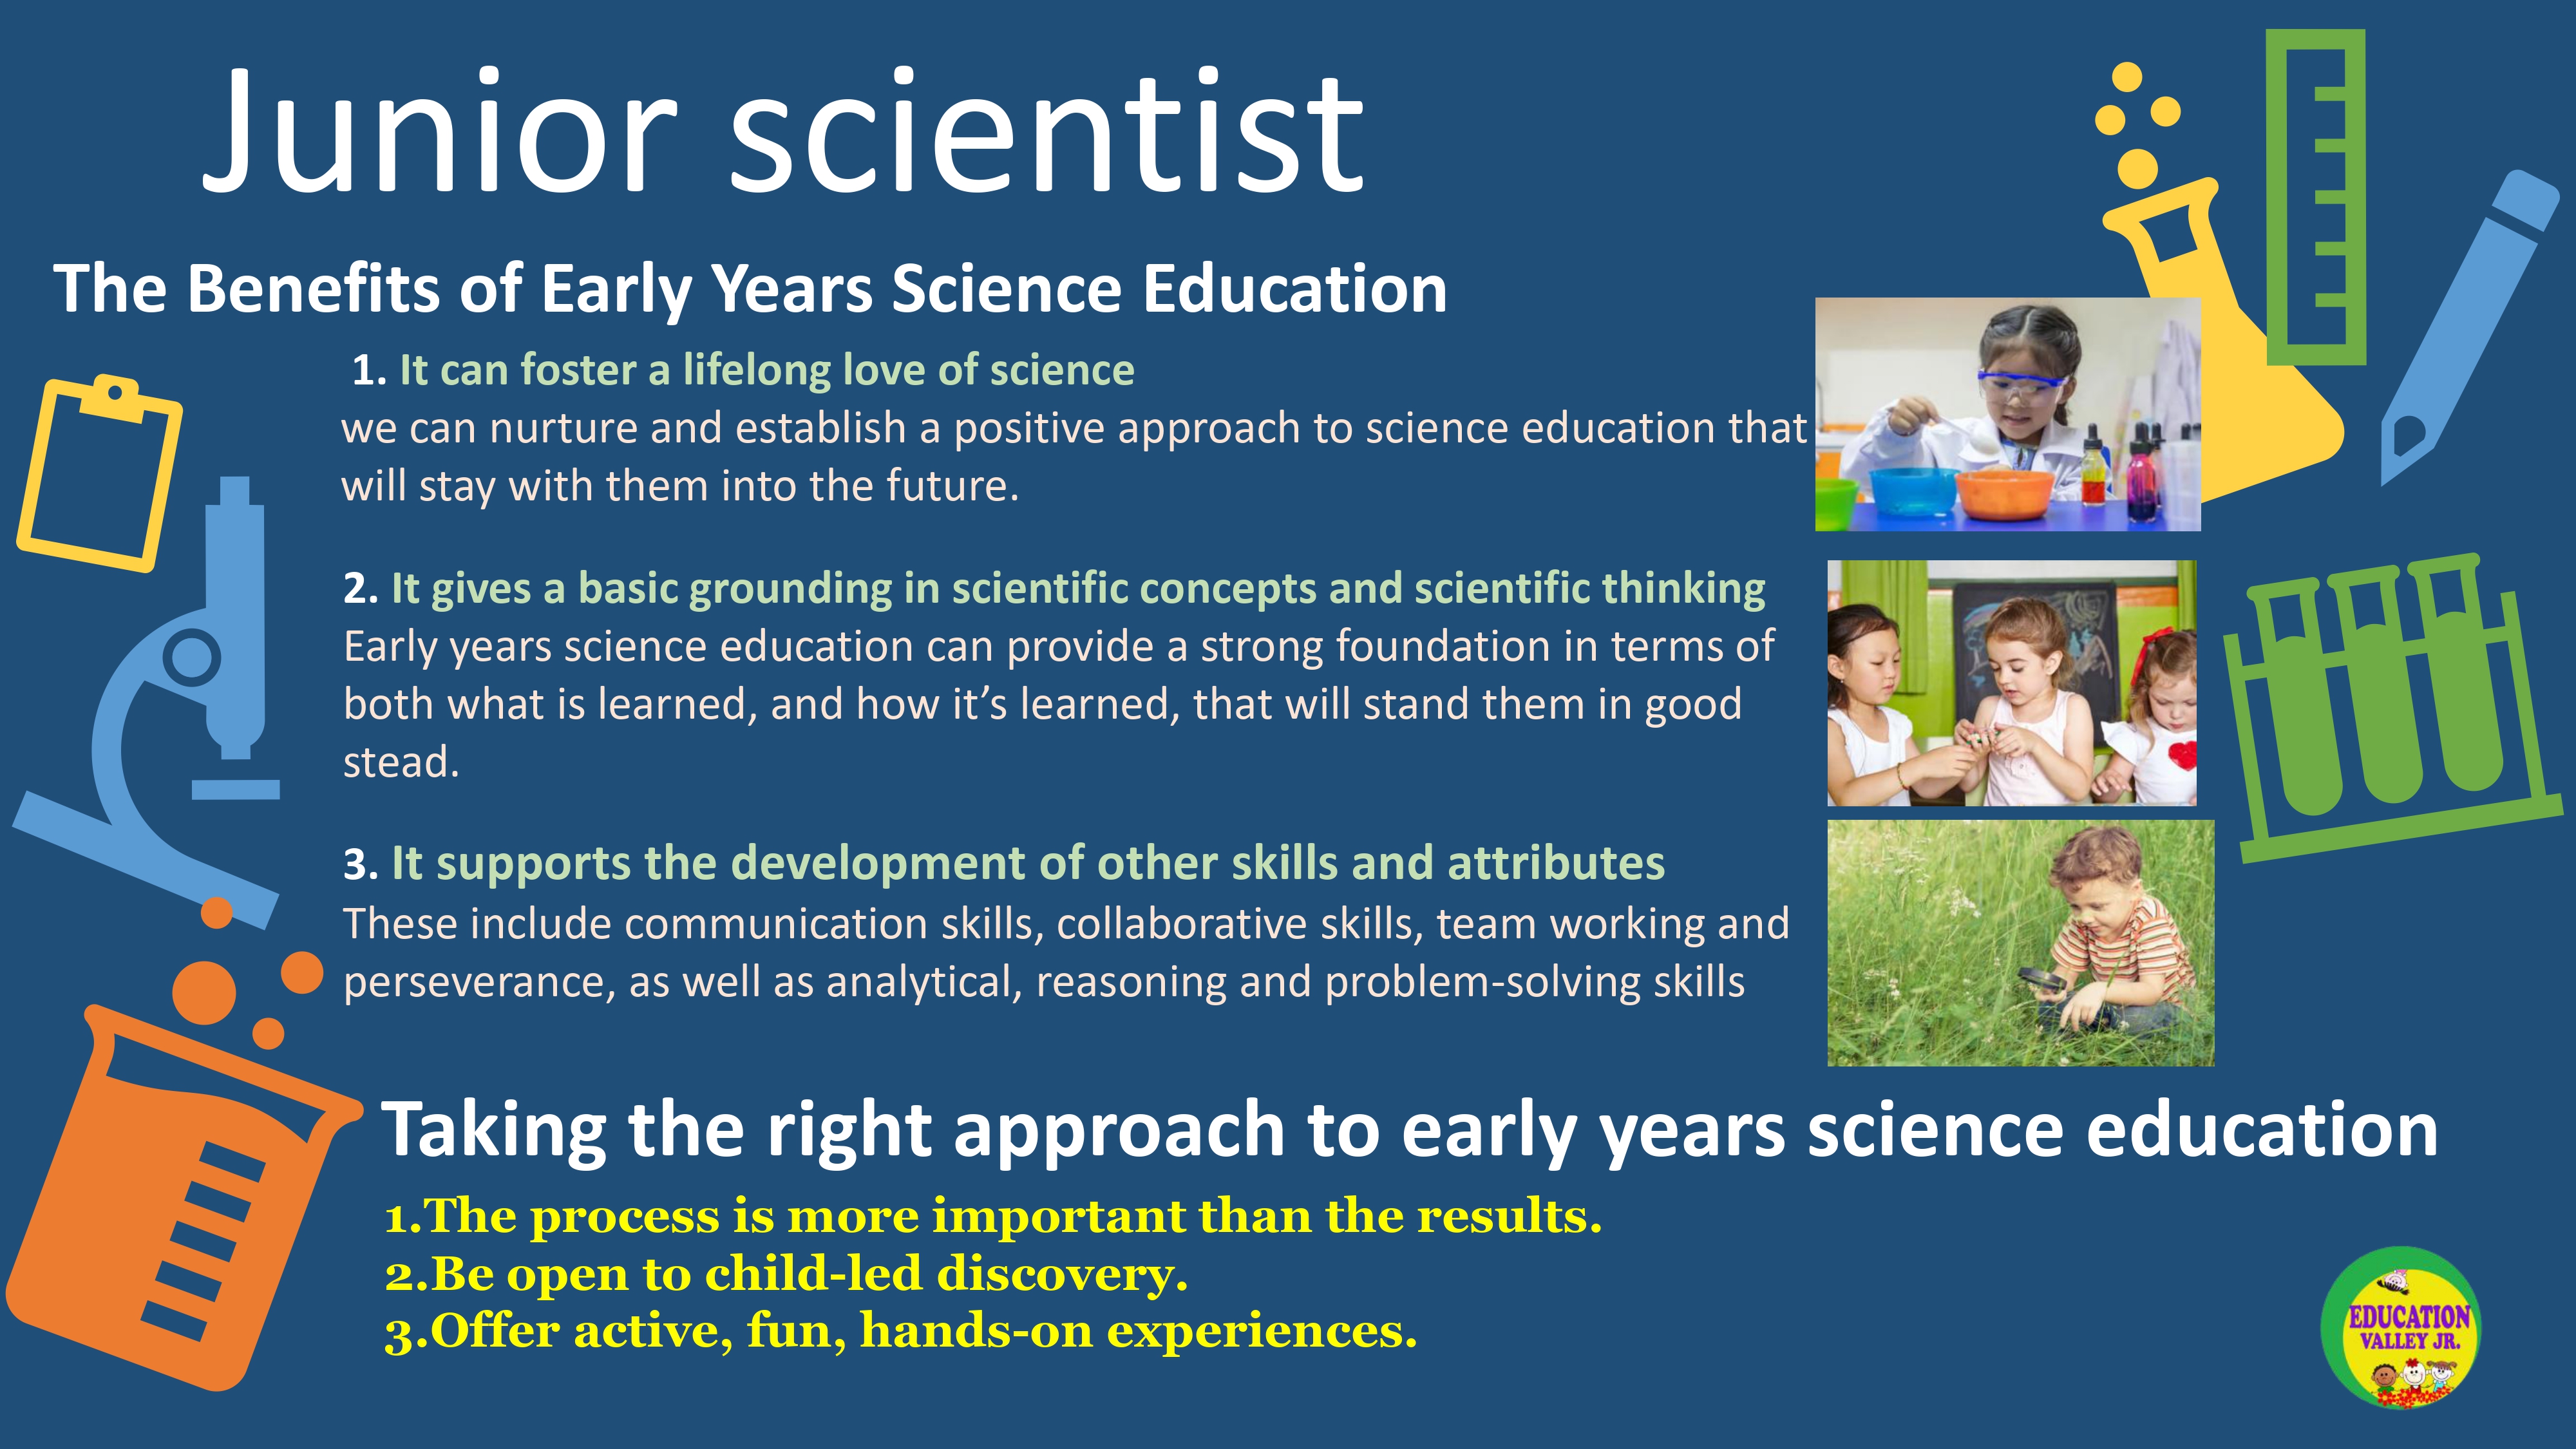 Junior scientist
The Benefits of Early Years Science Education
1. It can foster a lifelong love of science
we can nurture and establish a positive approach to science education that
will stay with them into the future.
2. It gives a basic grounding in scientific concepts and scientific thinking
Early years science education can provide a strong foundation in terms of
both what is learned, and how it’s learned, that will stand them in good
stead.
3. It supports the development of other skills and attributes
These include communication skills, collaborative skills, team working and
perseverance, as well as analytical, reasoning and problem-solving skills
Taking the right approach to early years science education
1.The process is more important than the results.
2.Be open to child-led discovery.
3.Offer active, fun, hands-on experiences.
EDUCATION
VALLEY JR.